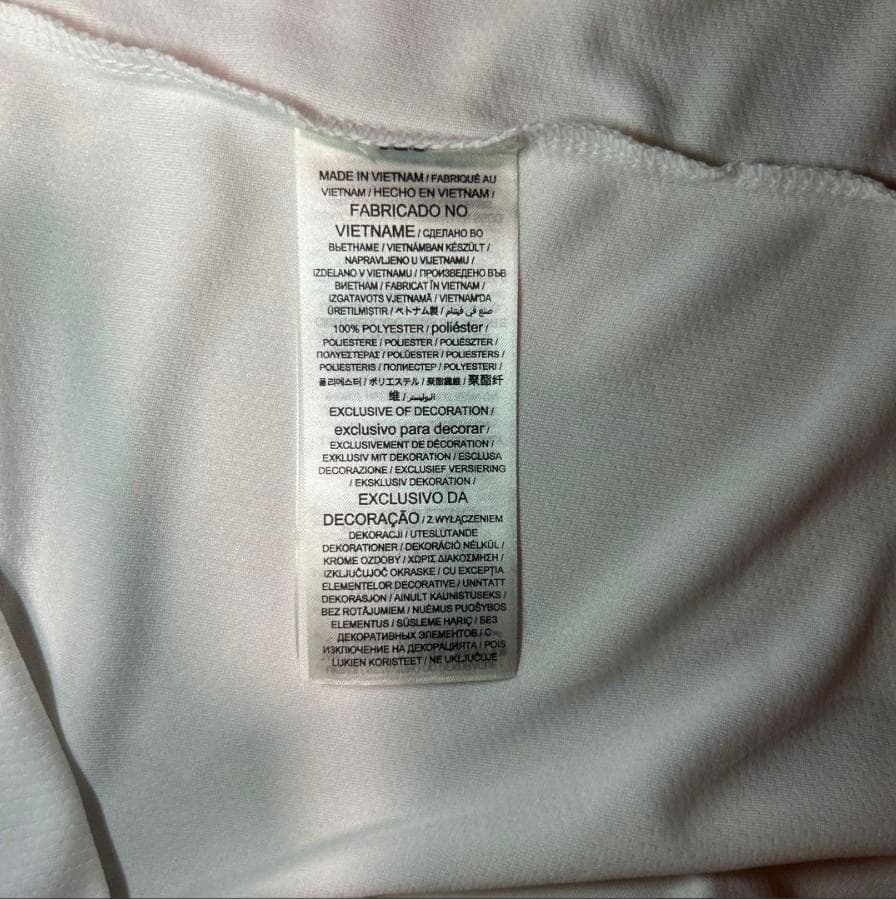 MADE IN VIETNAM / FABRIQUÉ AU
VIETNAM / HECHO EN VIETNAM /
FABRICADO NO
VIETNAME / СДЕЛАНО ВО
ВЬЕТНАМЕ / VIETNÁMBAN KÉSZÜLT /
NAPRAVLJENO U VIJETNAMU /
IZDELANO V VIETNAMU / ПРОИЗВЕДЕНО ВЪВ
ВИЕТНАМ / FABRICAT ÎN VIETNAM /
IZGATAVOTS VJETNAMĀ / VIETNAM'DA
ÜRETILMIŞTIR / ベトナム製 / صنع في فيتنام
100% POLYESTER / poliéster /
POLIESTERE / POLIESTER / POLIÉSZTER /
ΠΟΛΥΕΣΤΕΡΑΣ / POLÜESTER / POLIESTERS /
POLIESTERIS / ПОЛИЕСТЕР / POLYESTERI /
폴리에스터 / ポリエステル / 聚酯纖維 / 聚酯纤
维 / البوليستر
EXCLUSIVE OF DECORATION /
exclusivo para decorar /
EXCLUSIVEMENT DE DÉCORATION /
EXKLUSIV MIT DEKORATION / ESCLUSA
DECORAZIONE / EXCLUSIEF VERSIERING
/ EKSKLUSIV DEKORATION /
EXCLUSIVO DA
DECORAÇÃO / Z WYŁĄCZENIEM
DEKORACJI / UTESLUTANDE
DEKORATIONER / DEKORÁCIÓ NÉLKÜL /
KROME OZDOBY / ΧΩΡΙΣ ΔΙΑΚΟΣΜΗΣΗ /
IZKLJUČUJOČ OKRASKE / CU EXCEPŢIA
ELEMENTELOR DECORATIVE / UNNTATT
DEKORASJON / AINULT KAUNISTUSEKS /
BEZ ROTĀJUMIEM / NUĖMUS PUOŠYBOS
ELEMENTUS / SÜSLEME HARIÇ / БЕЗ
ДЕКОРАТИВНЫХ ЭЛЕМЕНТОВ / С
ИЗКЛЮЧЕНИЕ НА ДЕКОРАЦИЯТА / POIS
LUKIEN KORISTEET / NE UKLJUČUJE